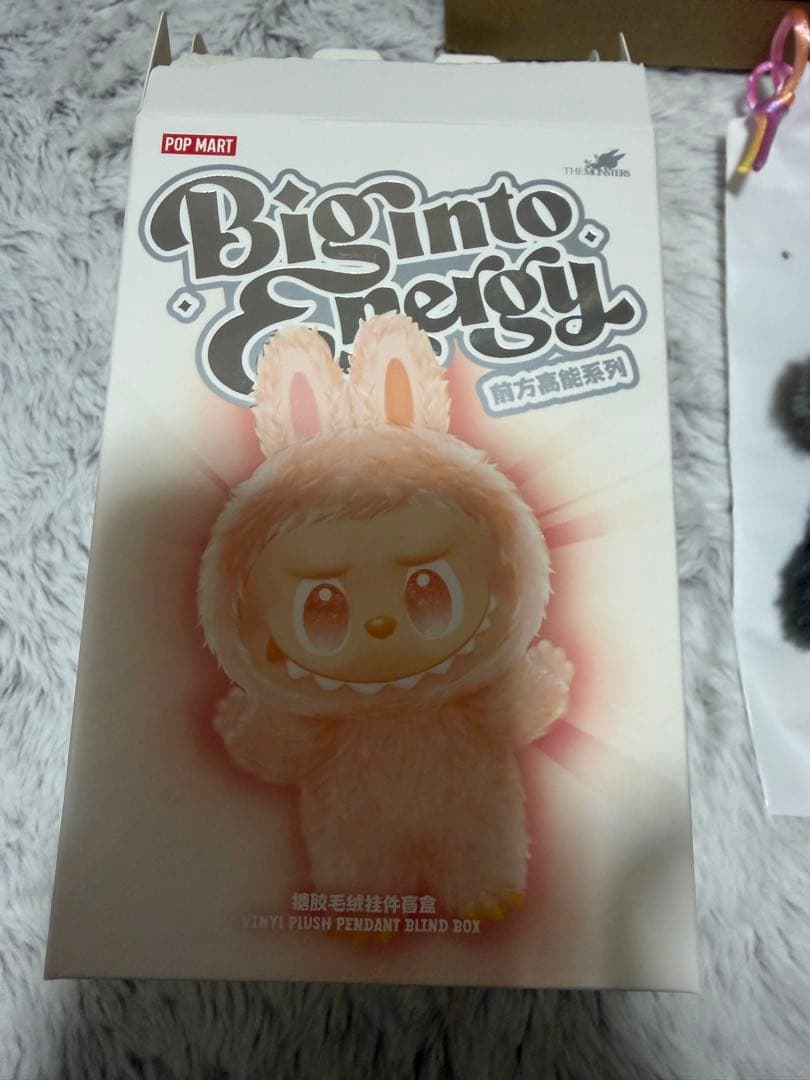 POP MART
THE MONSTERS
Big into
Energy
前方高能系列
搪胶毛绒挂件盲盒
VINYL PLUSH PENDANT BLIND BOX